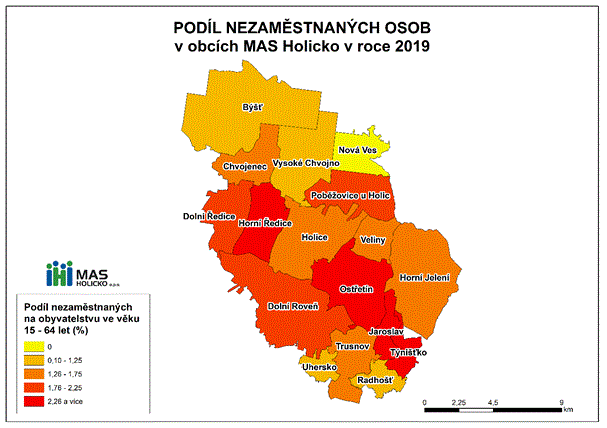 PODÍL NEZAMĚSTNANÝCH OSOB
v obcích MAS Holicko v roce 2019
Býšť
Nová Ves
Vysoké Chvojno
Chvojenec
Poběžovice u Holic
Dolní Ředice
Horní Ředice
Holice
Veliny
Horní Jelení
Ostřetín
Dolní Roveň
Jaroslav
Trusnov
Týnišťko
Uhersko
Radhošť
MAS
HOLICKO o.p.s.
Podíl nezaměstnaných
na obyvatelstvu ve věku
15 - 64 let (%)
0
0,10 - 1,25
1,26 - 1,75
1,76 - 2,25
2,26 a více
0 2,25 4,5 9
km